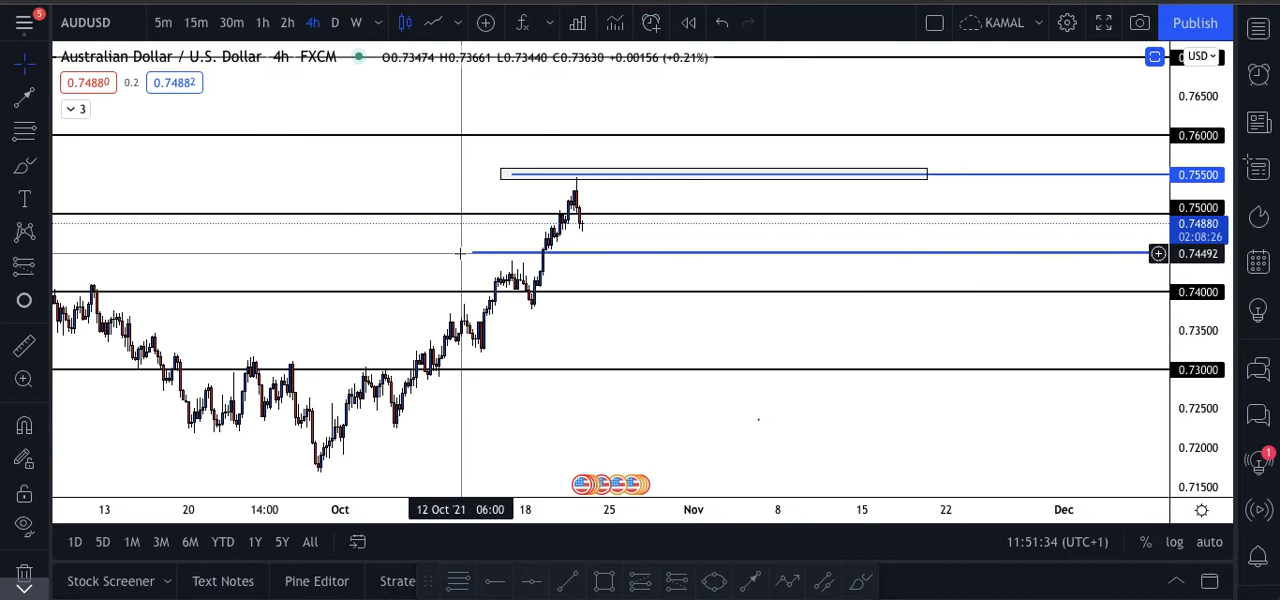 5
AUDUSD 5m 15m 30m 1h 2h 4h D W KAMAL Publish
Australian Dollar / U.S. Dollar 4h FXCM O0.73474 H0.73661 L0.73440 C0.73630 +0.00156 (+0.21%) USD
0.74880 0.2 0.74882
3
0.76500
0.76000
0.75500
0.75000
0.74880
02:08:26
0.74492
0.74000
0.73500
0.73000
0.72500
0.72000
0.71500
1
13 20 14:00 Oct 12 Oct '21 06:00 18 25 Nov 8 15 22 Dec
1D 5D 1M 3M 6M YTD 1Y 5Y All 11:51:34 (UTC+1) % log auto
Stock Screener Text Notes Pine Editor Strate